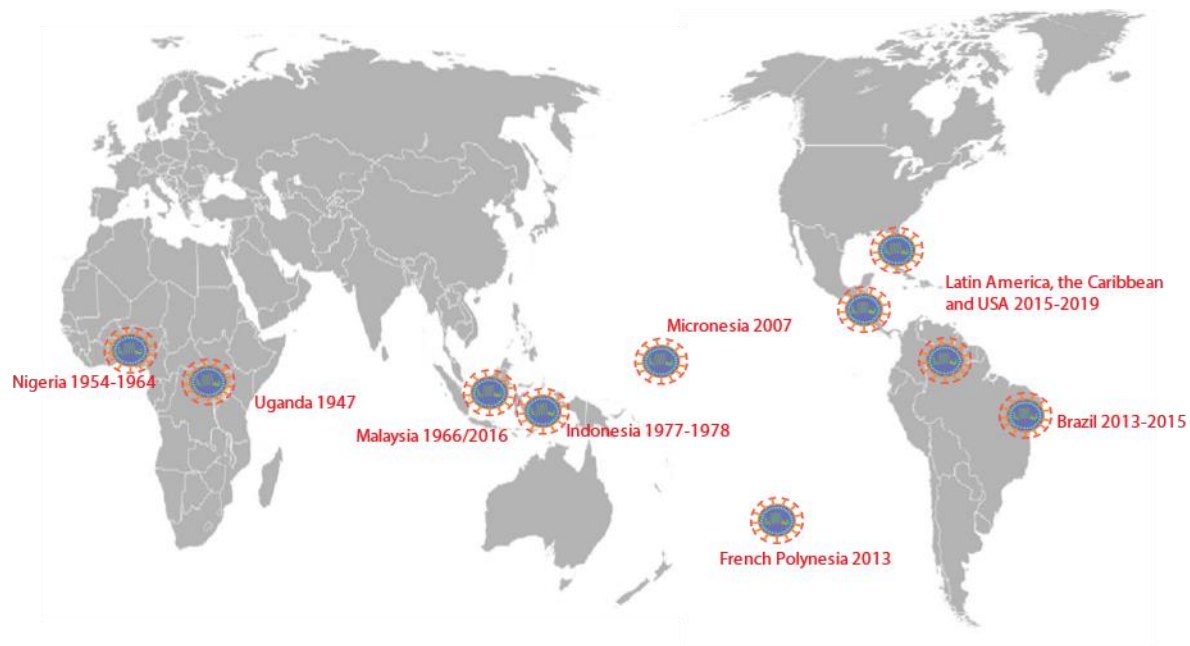 Latin America, the Caribbean
and USA 2015-2019
Micronesia 2007
Nigeria 1954-1964
Uganda 1947
Malaysia 1966/2016
Indonesia 1977-1978
Brazil 2013-2015
French Polynesia 2013